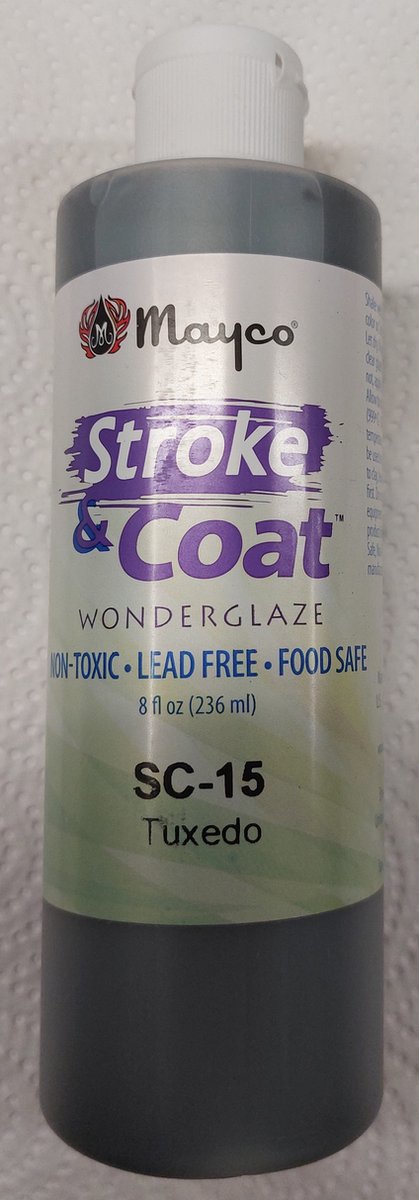 Mayco®
Stroke
& Coat™
WONDERGLAZE
NON-TOXIC • LEAD FREE • FOOD SAFE
8 fl oz (236 ml)
SC-15
Tuxedo